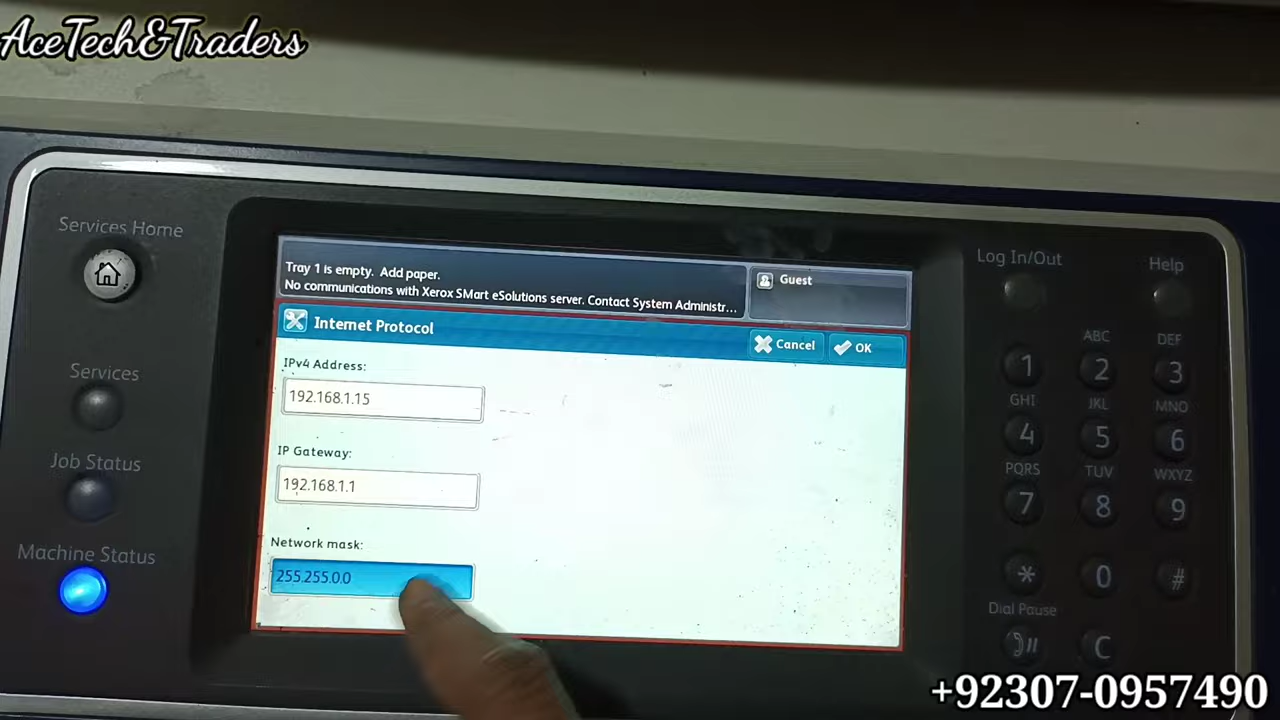 AceTech&Traders
Services Home
Services
Job Status
Machine Status
Tray 1 is empty. Add paper.
No communications with Xerox SMart eSolutions server. Contact System Administr...
Guest
Internet Protocol
Cancel
OK
IPv4 Address:
192.168.1.15
IP Gateway:
192.168.1.1
Network mask:
255.255.0.0
Log In/Out
Help
1
ABC
2
DEF
3
GHI
4
JKL
5
MNO
6
PQRS
7
TUV
8
WXYZ
9
*
0
#
Dial Pause
C
+92307-0957490